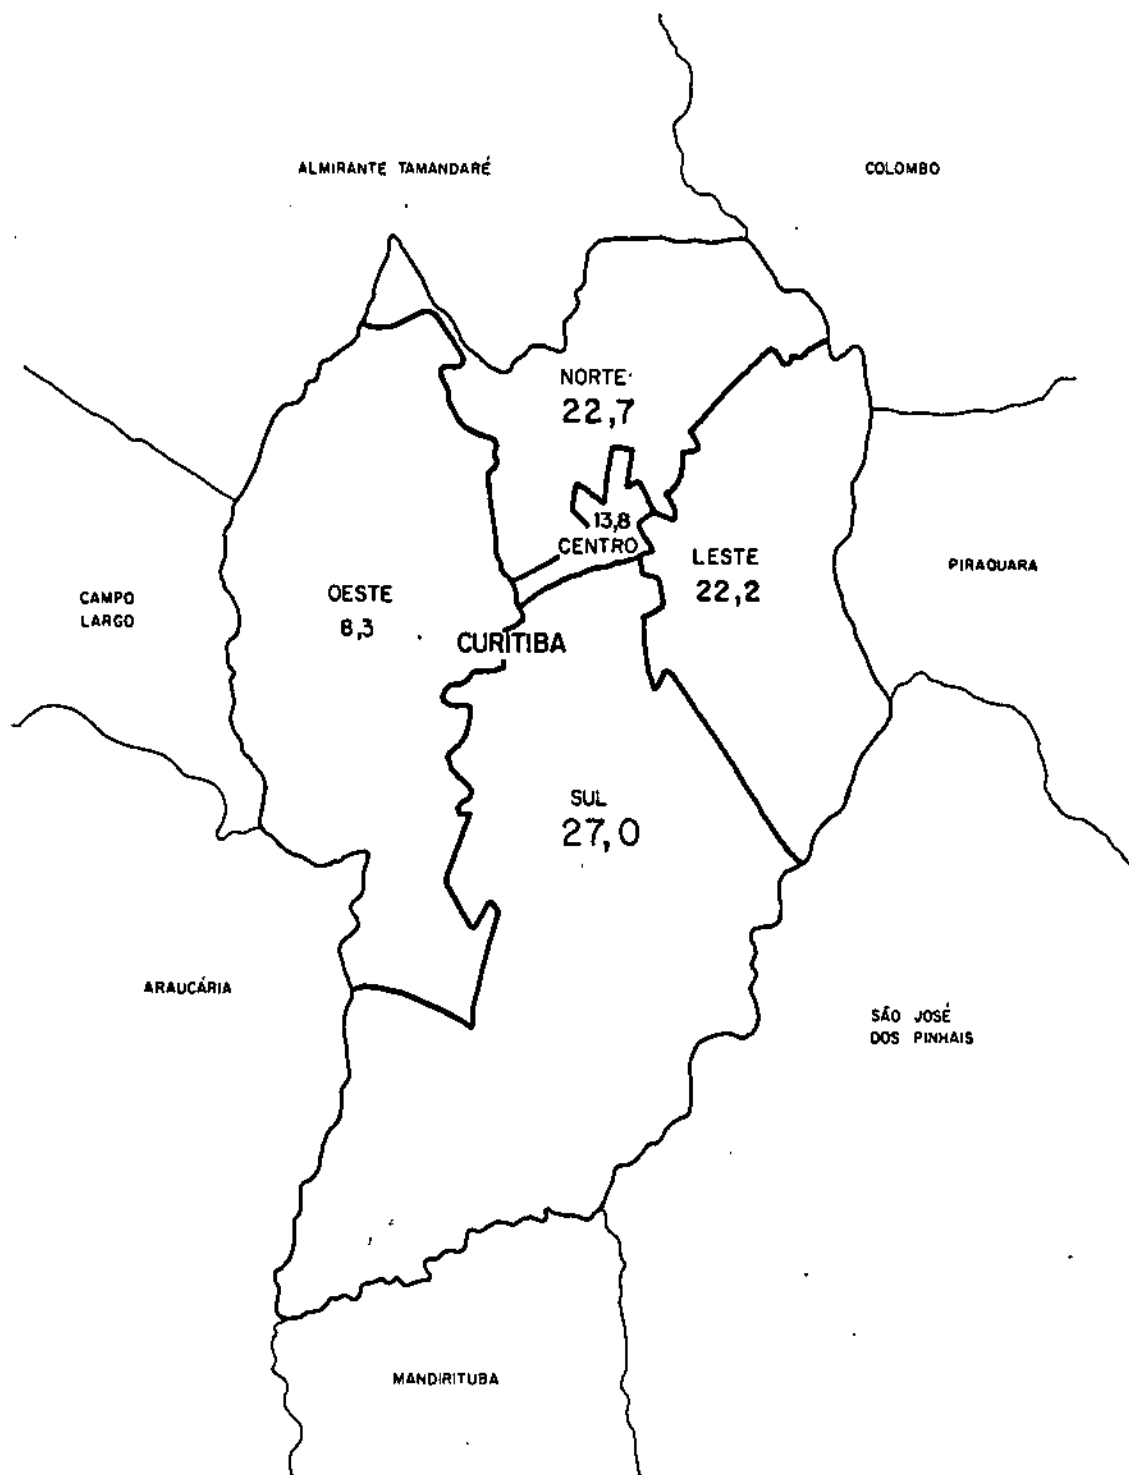 ALMIRANTE TAMANDARÉ
COLOMBO
NORTE
22,7
13,8
CENTRO
LESTE
22,2
PIRAQUARA
OESTE
8,3
CAMPO
LARGO
CURITIBA
SUL
27,0
ARAUCÁRIA
SÃO JOSÉ
DOS PINHAIS
MANDIRITUBA